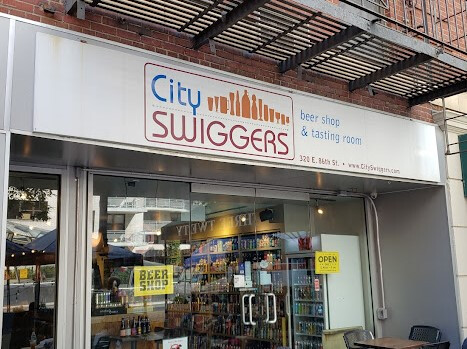 City
SWIGGERS
beer shop
& tasting room
320 E. 86th St. • www.CitySwiggers.com
BEER
SHOP
OPEN